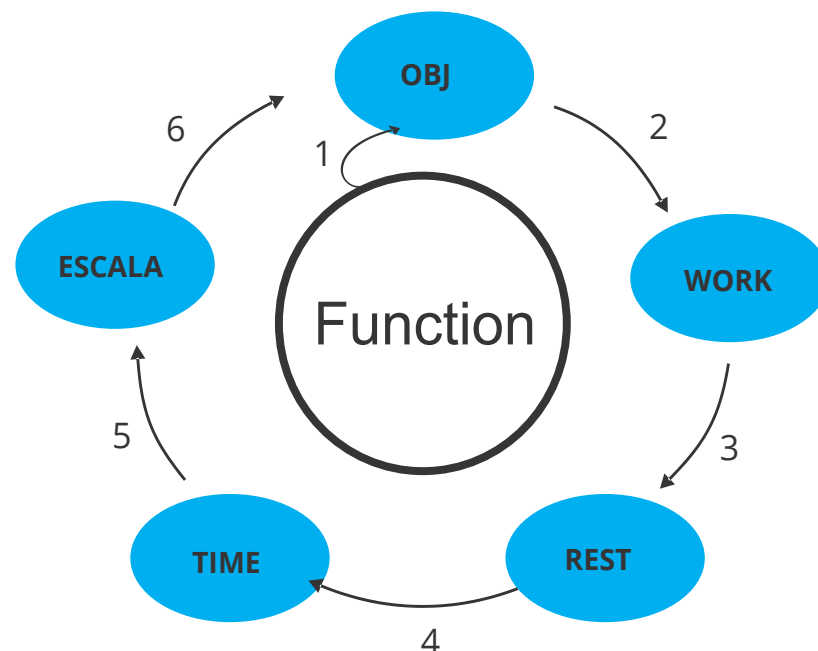 OBJ
1
2
WORK
3
REST
4
TIME
5
ESCALA
6
Function